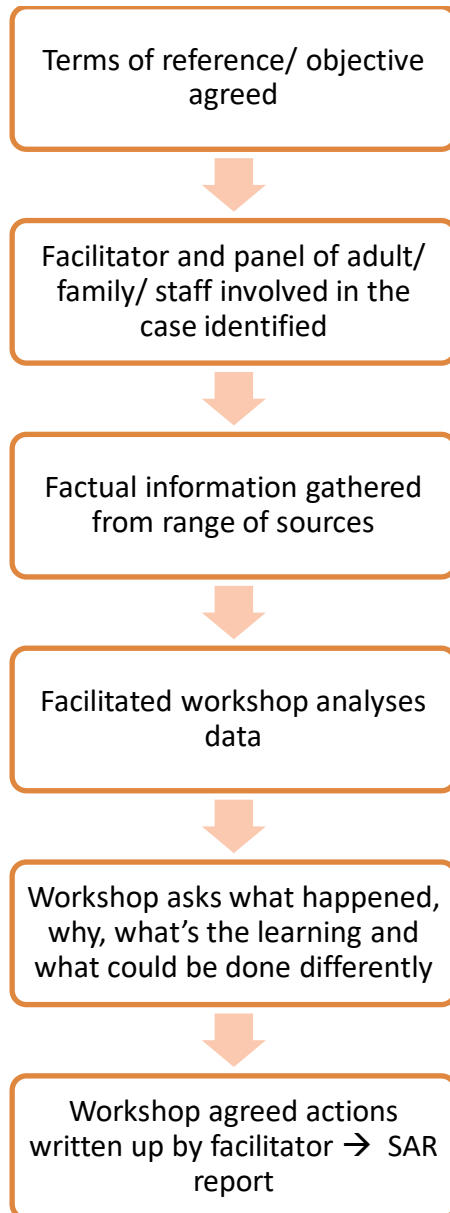 Terms of reference/ objective
agreed
Facilitator and panel of adult/
family/ staff involved in the
case identified
Factual information gathered
from range of sources
Facilitated workshop analyses
data
Workshop asks what happened,
why, what’s the learning and
what could be done differently
Workshop agreed actions
written up by facilitator → SAR
report